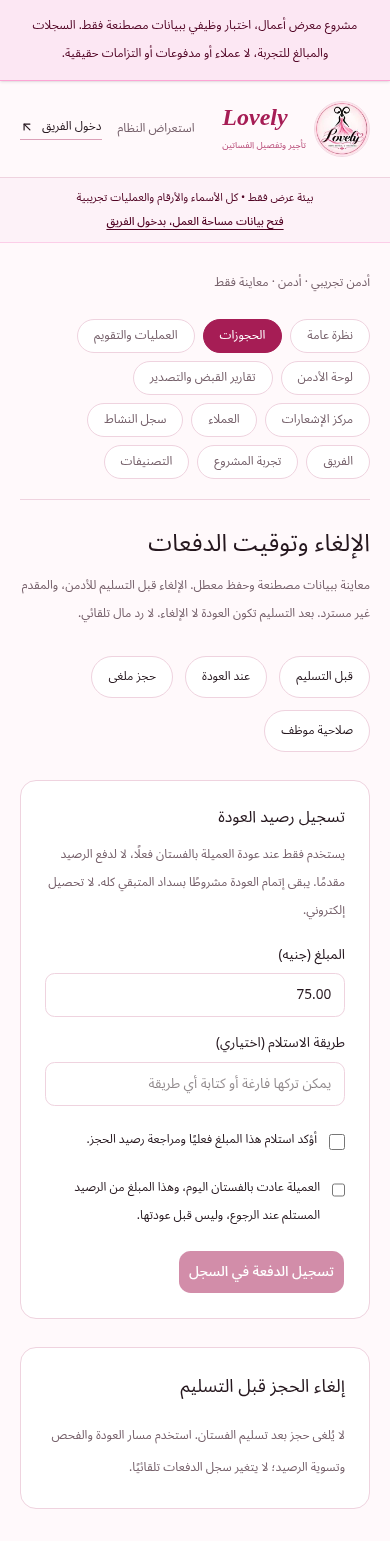 مشروع معرض أعمال، اختبار وظيفي ببيانات مصطنعة فقط. السجلات
والمبالغ للتجربة، لا عملاء أو مدفوعات أو التزامات حقيقية.
Lovely
تأجير وتفصيل الفساتين
استعراض النظام
دخول الفريق
بيئة عرض فقط • كل الأسماء والأرقام والعمليات تجريبية
فتح بيانات مساحة العمل، بدخول الفريق
أدمن تجريبي · أدمن · معاينة فقط
نظرة عامة
الحجوزات
العمليات والتقويم
لوحة الأدمن
تقارير القبض والتصدير
مركز الإشعارات
العملاء
سجل النشاط
الفريق
تجربة المشروع
التصنيفات
الإلغاء وتوقيت الدفعات
معاينة ببيانات مصطنعة وحفظ معطل. الإلغاء قبل التسليم للأدمن، والمقدم
غير مسترد. بعد التسليم تكون العودة لا الإلغاء. لا رد مال تلقائي.
قبل التسليم
عند العودة
حجز ملغى
صلاحية موظف
تسجيل رصيد العودة
يستخدم فقط عند عودة العميلة بالفستان فعلًا، لا لدفع الرصيد
مقدمًا. يبقى إتمام العودة مشروطًا بسداد المتبقي كله. لا تحصيل
إلكتروني.
المبلغ (جنيه)
75.00
طريقة الاستلام (اختياري)
يمكن تركها فارغة أو كتابة أي طريقة
أؤكد استلام هذا المبلغ فعليًا ومراجعة رصيد الحجز.
العميلة عادت بالفستان اليوم، وهذا المبلغ من الرصيد
المستلم عند الرجوع، وليس قبل عودتها.
تسجيل الدفعة في السجل
إلغاء الحجز قبل التسليم
لا يُلغى حجز بعد تسليم الفستان. استخدم مسار العودة والفحص
وتسوية الرصيد؛ لا يتغير سجل الدفعات تلقائيًا.